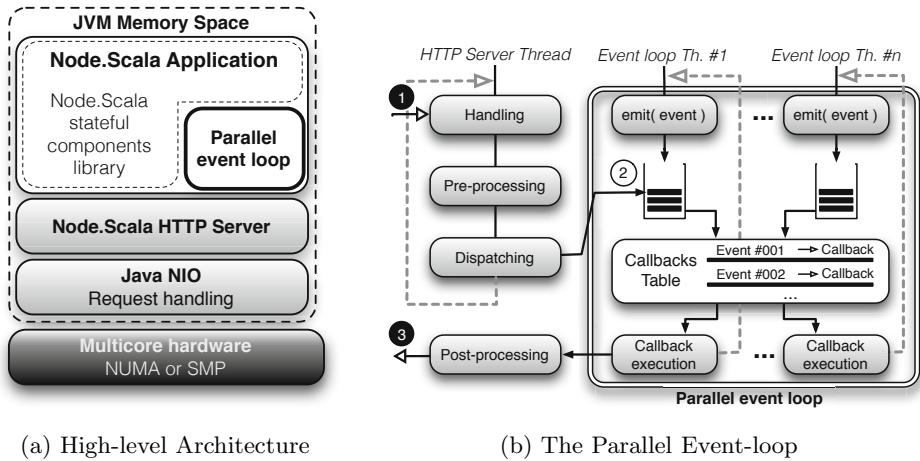 JVM Memory Space
Node.Scala Application
Node.Scala
stateful
components
library
Parallel
event loop
Node.Scala HTTP Server
Java NIO
Request handling
Multicore hardware
NUMA or SMP
(a) High-level Architecture
HTTP Server Thread
Event loop Th. #1
Event loop Th. #n
1
Handling
emit( event )
...
emit( event )
Pre-processing
2
Dispatching
Callbacks
Table
Event #001
Callback
Event #002
Callback
...
3
Post-processing
Callback
execution
...
Callback
execution
Parallel event loop
(b) The Parallel Event-loop